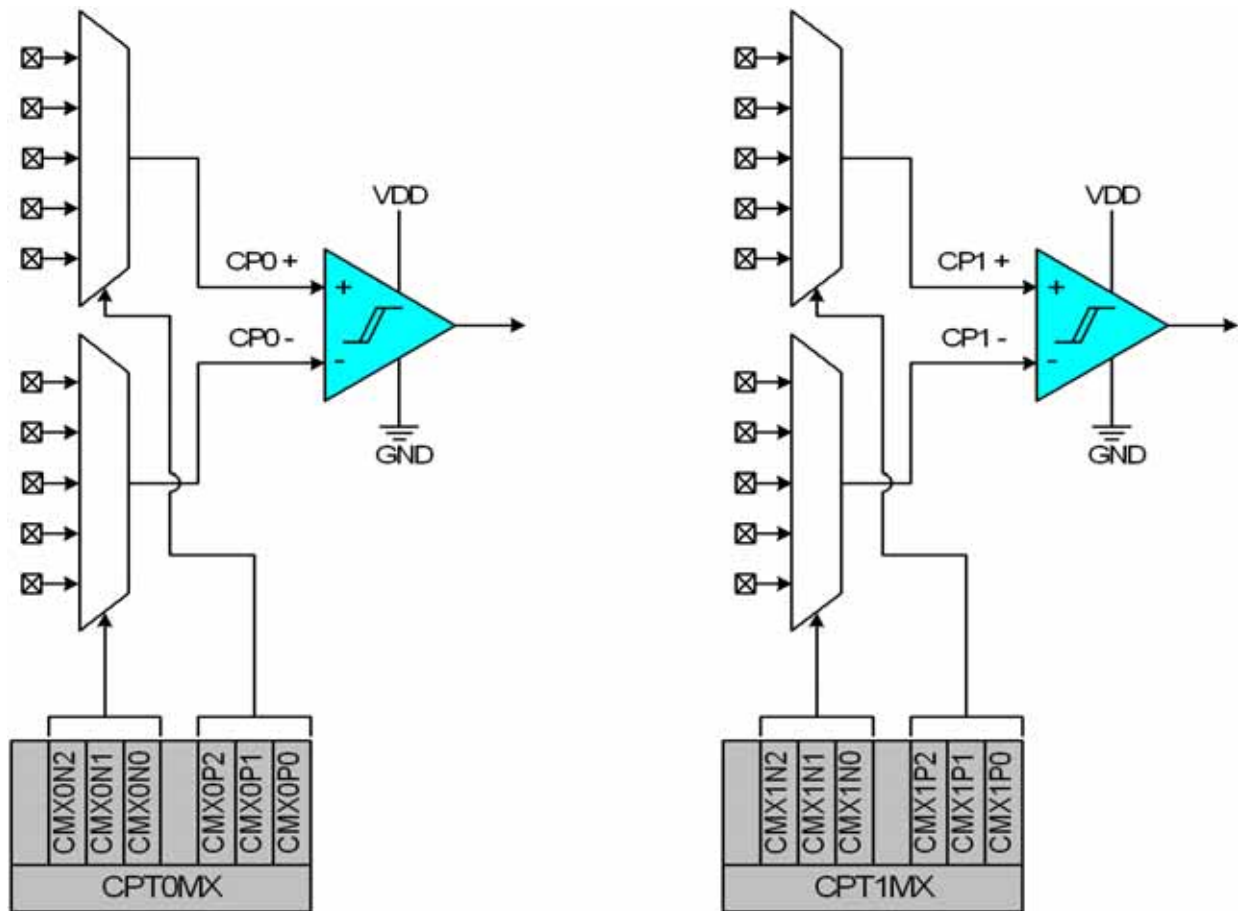 VDD
CP0 +
+
CP0 -
-
GND
CMX0N2
CMX0N1
CMX0N0
CMX0P2
CMX0P1
CMX0P0
CPT0MX
VDD
CP1 +
+
CP1 -
-
GND
CMX1N2
CMX1N1
CMX1N0
CMX1P2
CMX1P1
CMX1P0
CPT1MX